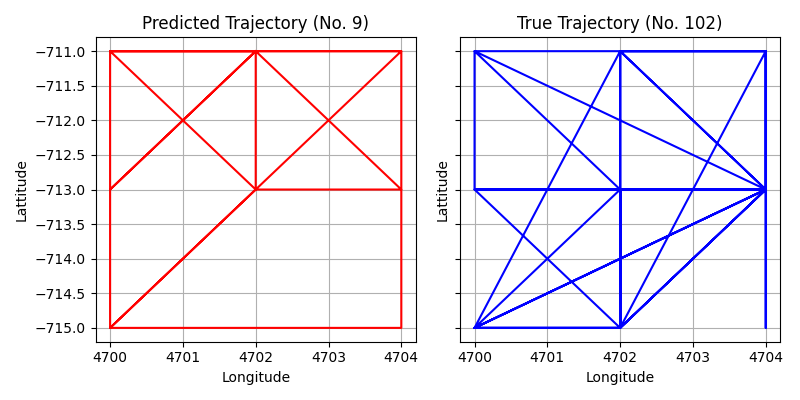 Predicted Trajectory (No. 9)
True Trajectory (No. 102)
−711.0
−711.5
−712.0
−712.5
−713.0
−713.5
−714.0
−714.5
−715.0
Lattitude
Lattitude
4700 4701 4702 4703 4704
4700 4701 4702 4703 4704
Longitude
Longitude